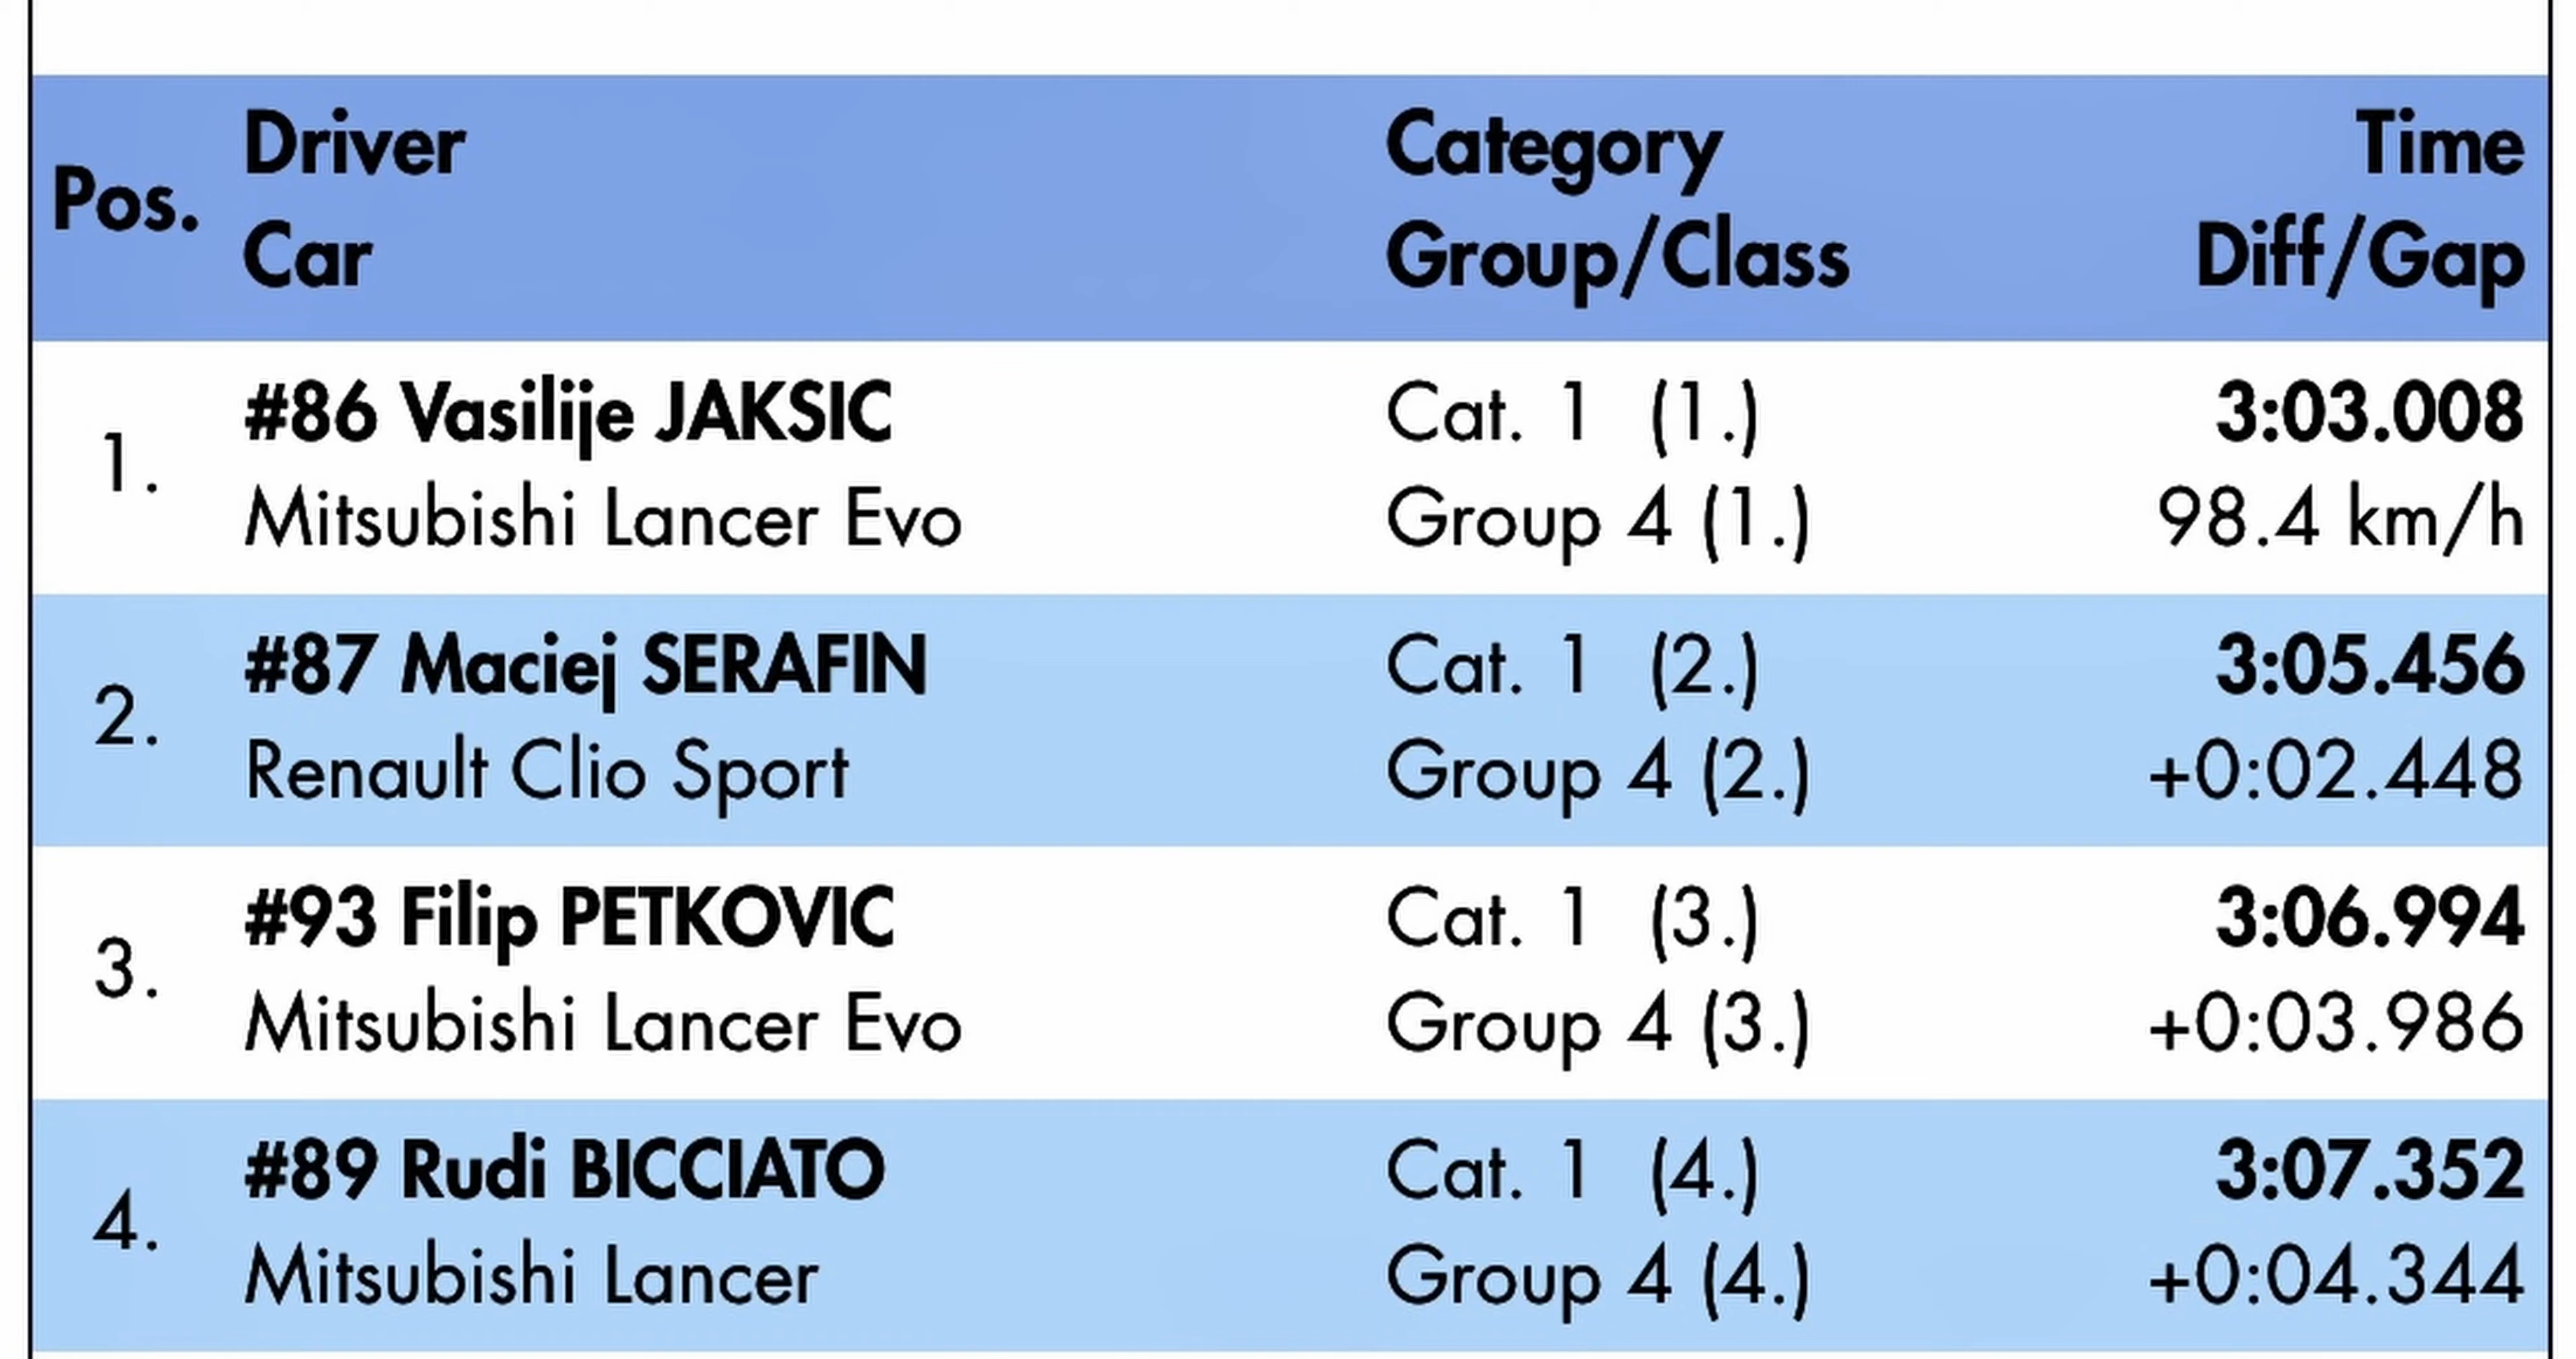 Pos. Driver Category Time
Car Group/Class Diff/Gap
1. #86 Vasilije JAKSIC Cat. 1 (1.) 3:03.008
Mitsubishi Lancer Evo Group 4 (1.) 98.4 km/h
2. #87 Maciej SERAFIN Cat. 1 (2.) 3:05.456
Renault Clio Sport Group 4 (2.) +0:02.448
3. #93 Filip PETKOVIC Cat. 1 (3.) 3:06.994
Mitsubishi Lancer Evo Group 4 (3.) +0:03.986
4. #89 Rudi BICCIATO Cat. 1 (4.) 3:07.352
Mitsubishi Lancer Group 4 (4.) +0:04.344